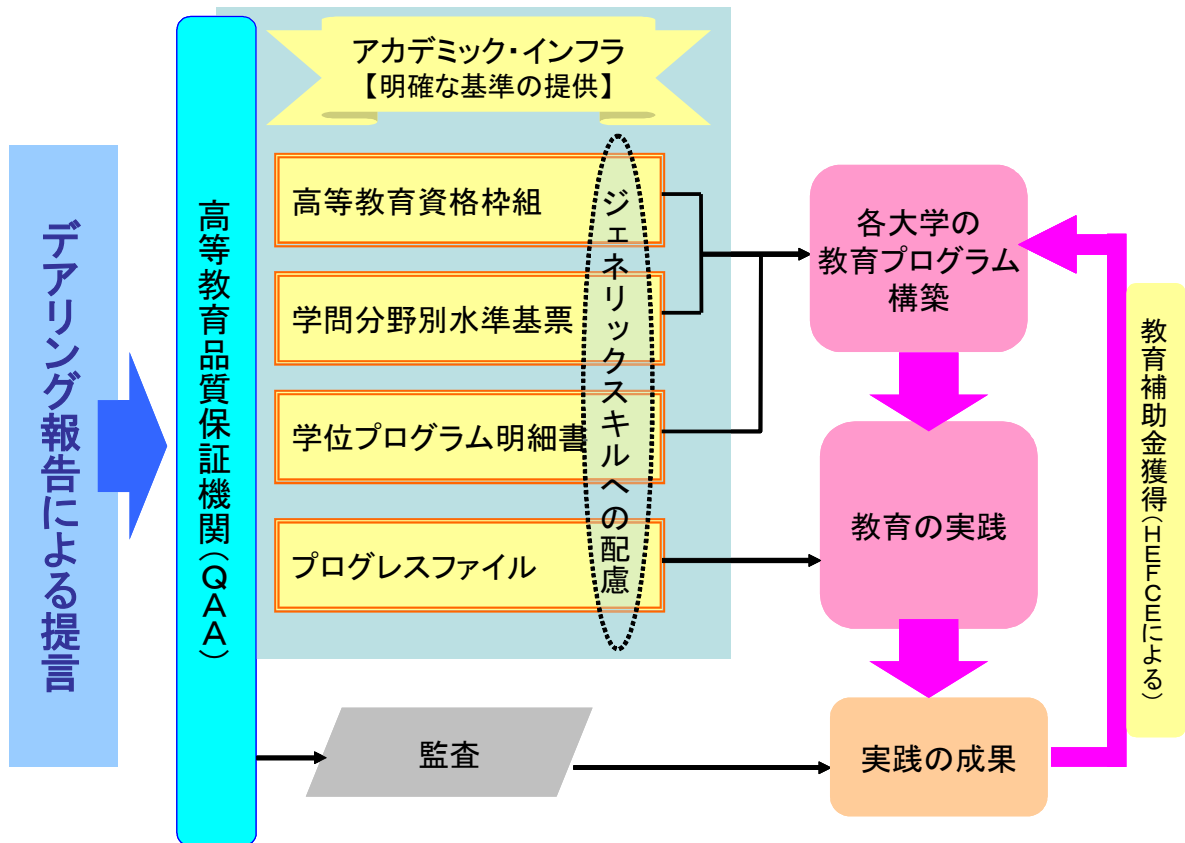 デアリング報告による提言
高等教育品質保証機関(QAA)
アカデミック・インフラ
【明確な基準の提供】
高等教育資格枠組
学問分野別水準基票
学位プログラム明細書
プログレスファイル
ジェネリックスキルへの配慮
監査
各大学の
教育プログラム
構築
教育の実践
実践の成果
教育補助金獲得(HEFCEによる)